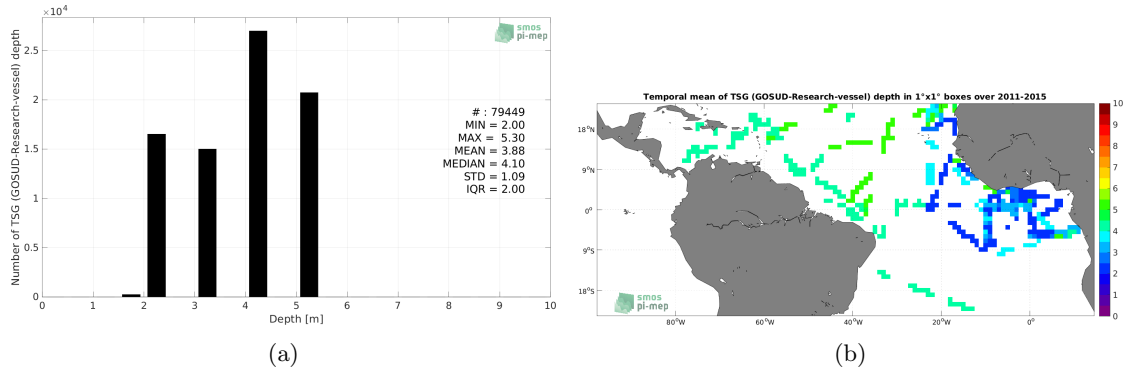 ×10⁴
smos
pi-mep
Number of TSG (GOSUD-Research-vessel) depth
2.5
2
1.5
1
0.5
0
# : 79449
MIN = 2.00
MAX = 5.30
MEAN = 3.88
MEDIAN = 4.10
STD = 1.09
IQR = 2.00
0 1 2 3 4 5 6 7 8 9 10
Depth [m]
(a)
Temporal mean of TSG (GOSUD-Research-vessel) depth in 1°x1° boxes over 2011-2015
18°N
9°N
0°
9°S
18°S
80°W 60°W 40°W 20°W 0°
10
9
8
7
6
5
4
3
2
1
0
smos
pi-mep
(b)